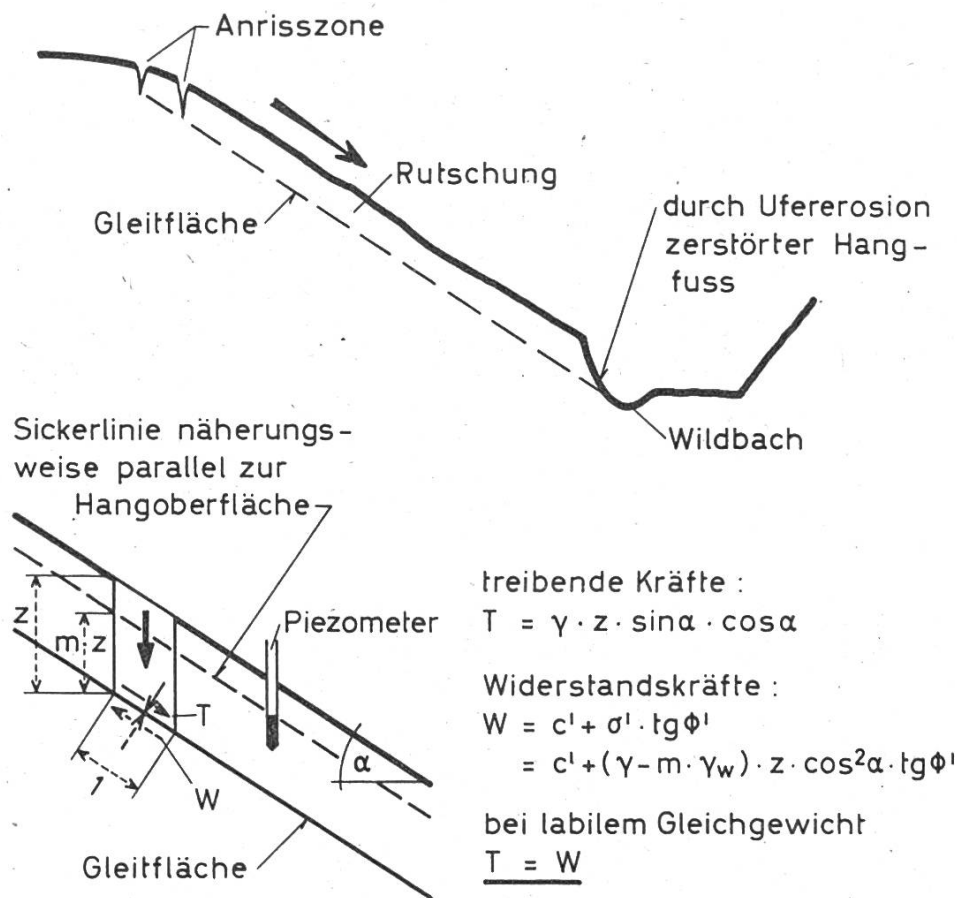 Anrisszone
Rutschung
Gleitfläche
durch Ufererosion
zerstörter Hang-
fuss
Wildbach
Sickerlinie näherungs-
weise parallel zur
Hangoberfläche
z
m·z
Piezometer
T
α
1
W
Gleitfläche
treibende Kräfte :
T = γ · z · sinα · cosα
Widerstandskräfte :
W = c' + σ' · tgΦ'
= c' + (γ - m · γw) · z · cos²α · tgΦ'
bei labilem Gleichgewicht
T = W